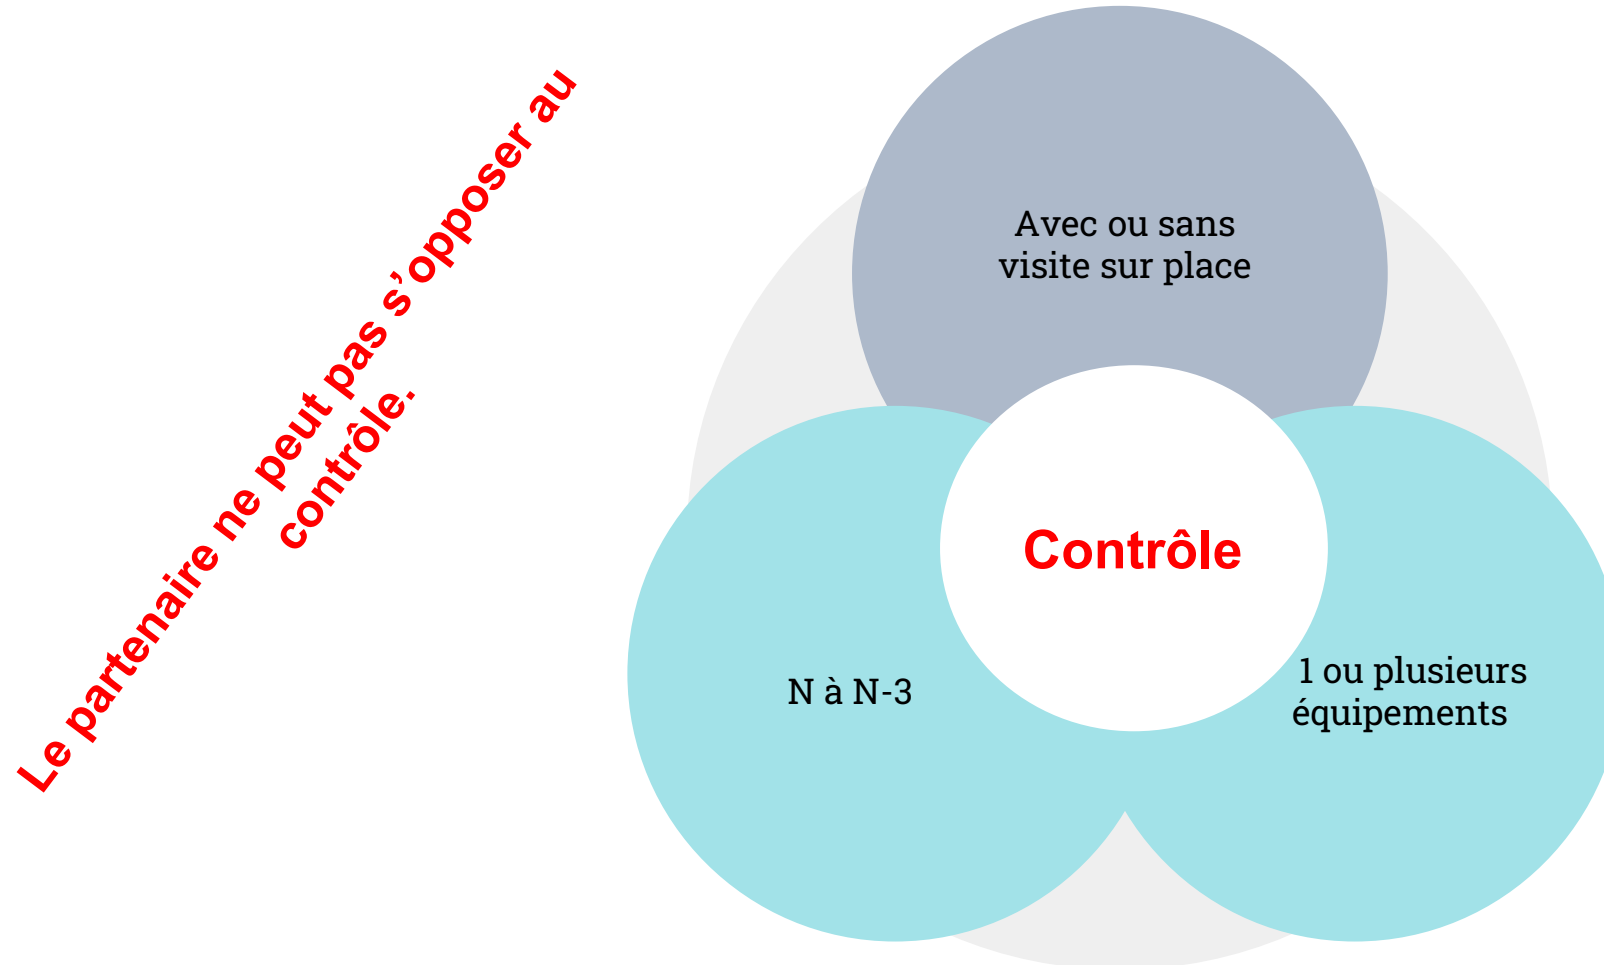 Le partenaire ne peut pas s’opposer au
contrôle.
Avec ou sans
visite sur place
Contrôle
N à N-3
1 ou plusieurs
équipements